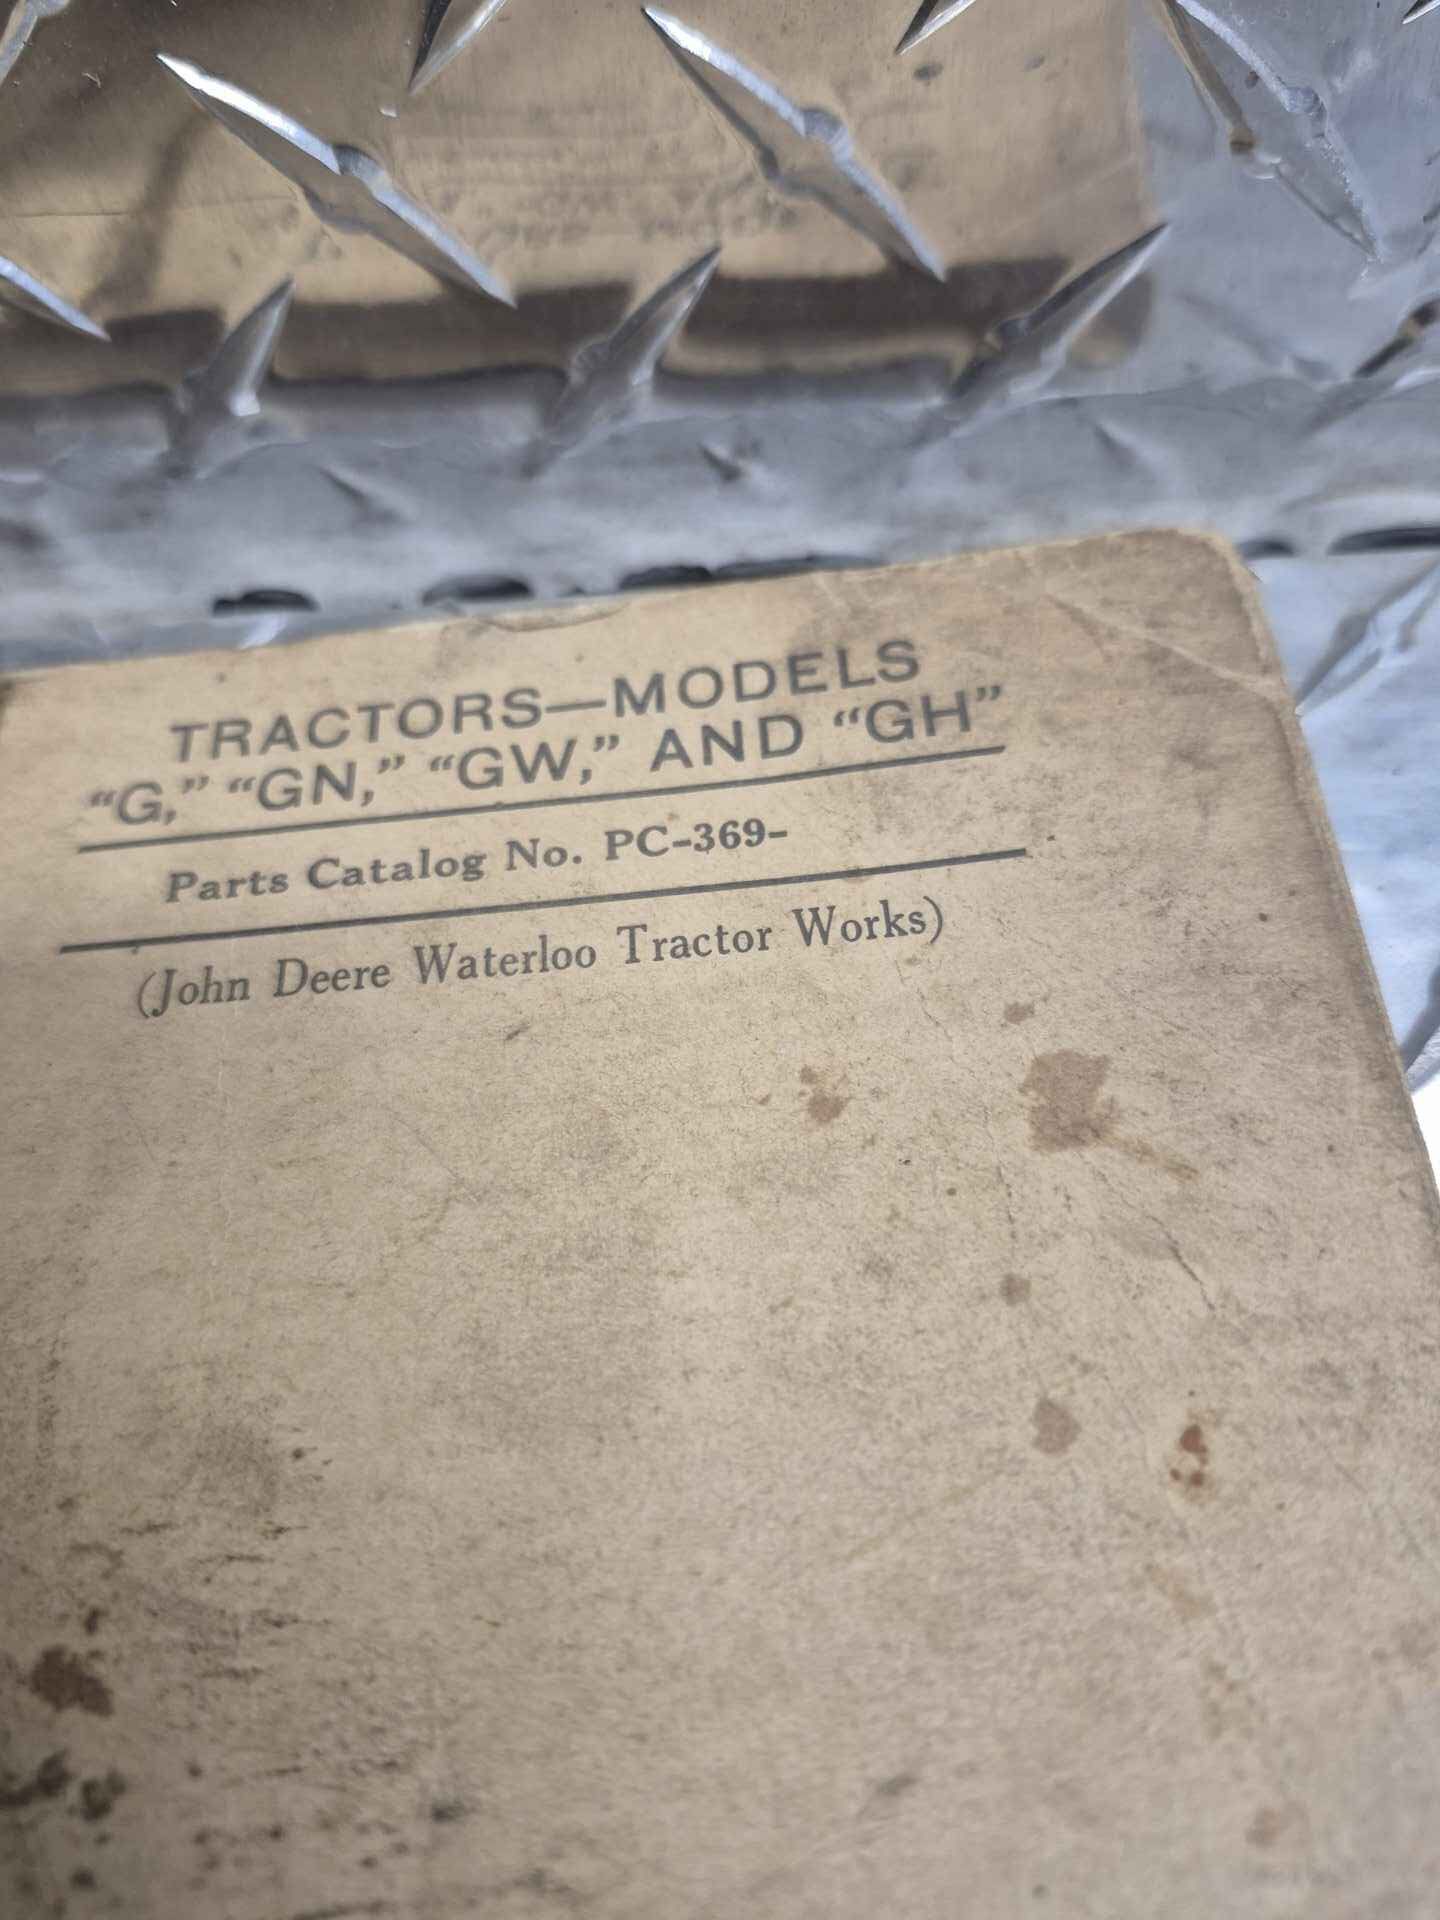 TRACTORS—MODELS
“G,” “GN,” “GW,” AND “GH”
Parts Catalog No. PC-369-
(John Deere Waterloo Tractor Works)